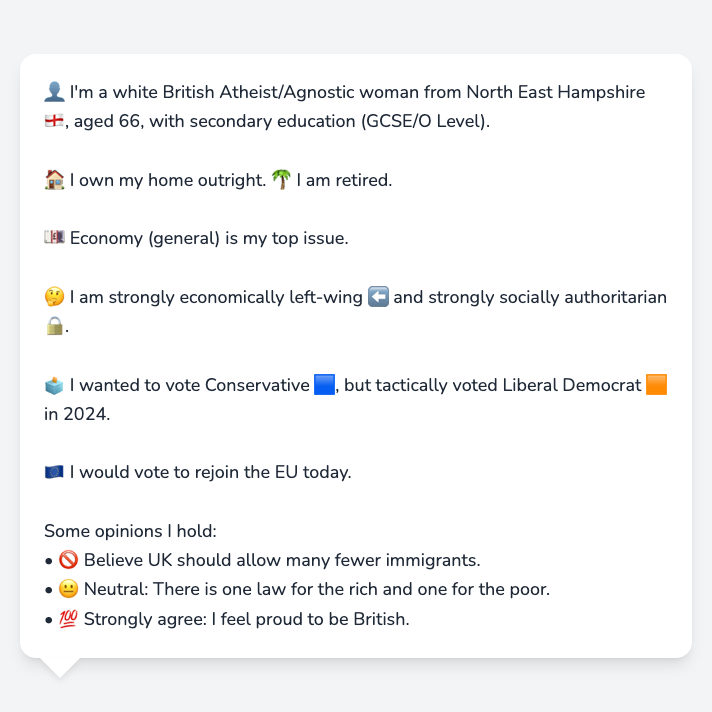 👤 I'm a white British Atheist/Agnostic woman from North East Hampshire
🏴󠁧󠁢󠁥󠁮󠁧󠁿, aged 66, with secondary education (GCSE/O Level).
🏠 I own my home outright. 🌴 I am retired.
💷 Economy (general) is my top issue.
🤔 I am strongly economically left-wing ⬅️ and strongly socially authoritarian
🔒.
🗳️ I wanted to vote Conservative 🟦, but tactically voted Liberal Democrat 🟧
in 2024.
🇪🇺 I would vote to rejoin the EU today.
Some opinions I hold:
• 🚫 Believe UK should allow many fewer immigrants.
• 😐 Neutral: There is one law for the rich and one for the poor.
• 💯 Strongly agree: I feel proud to be British.